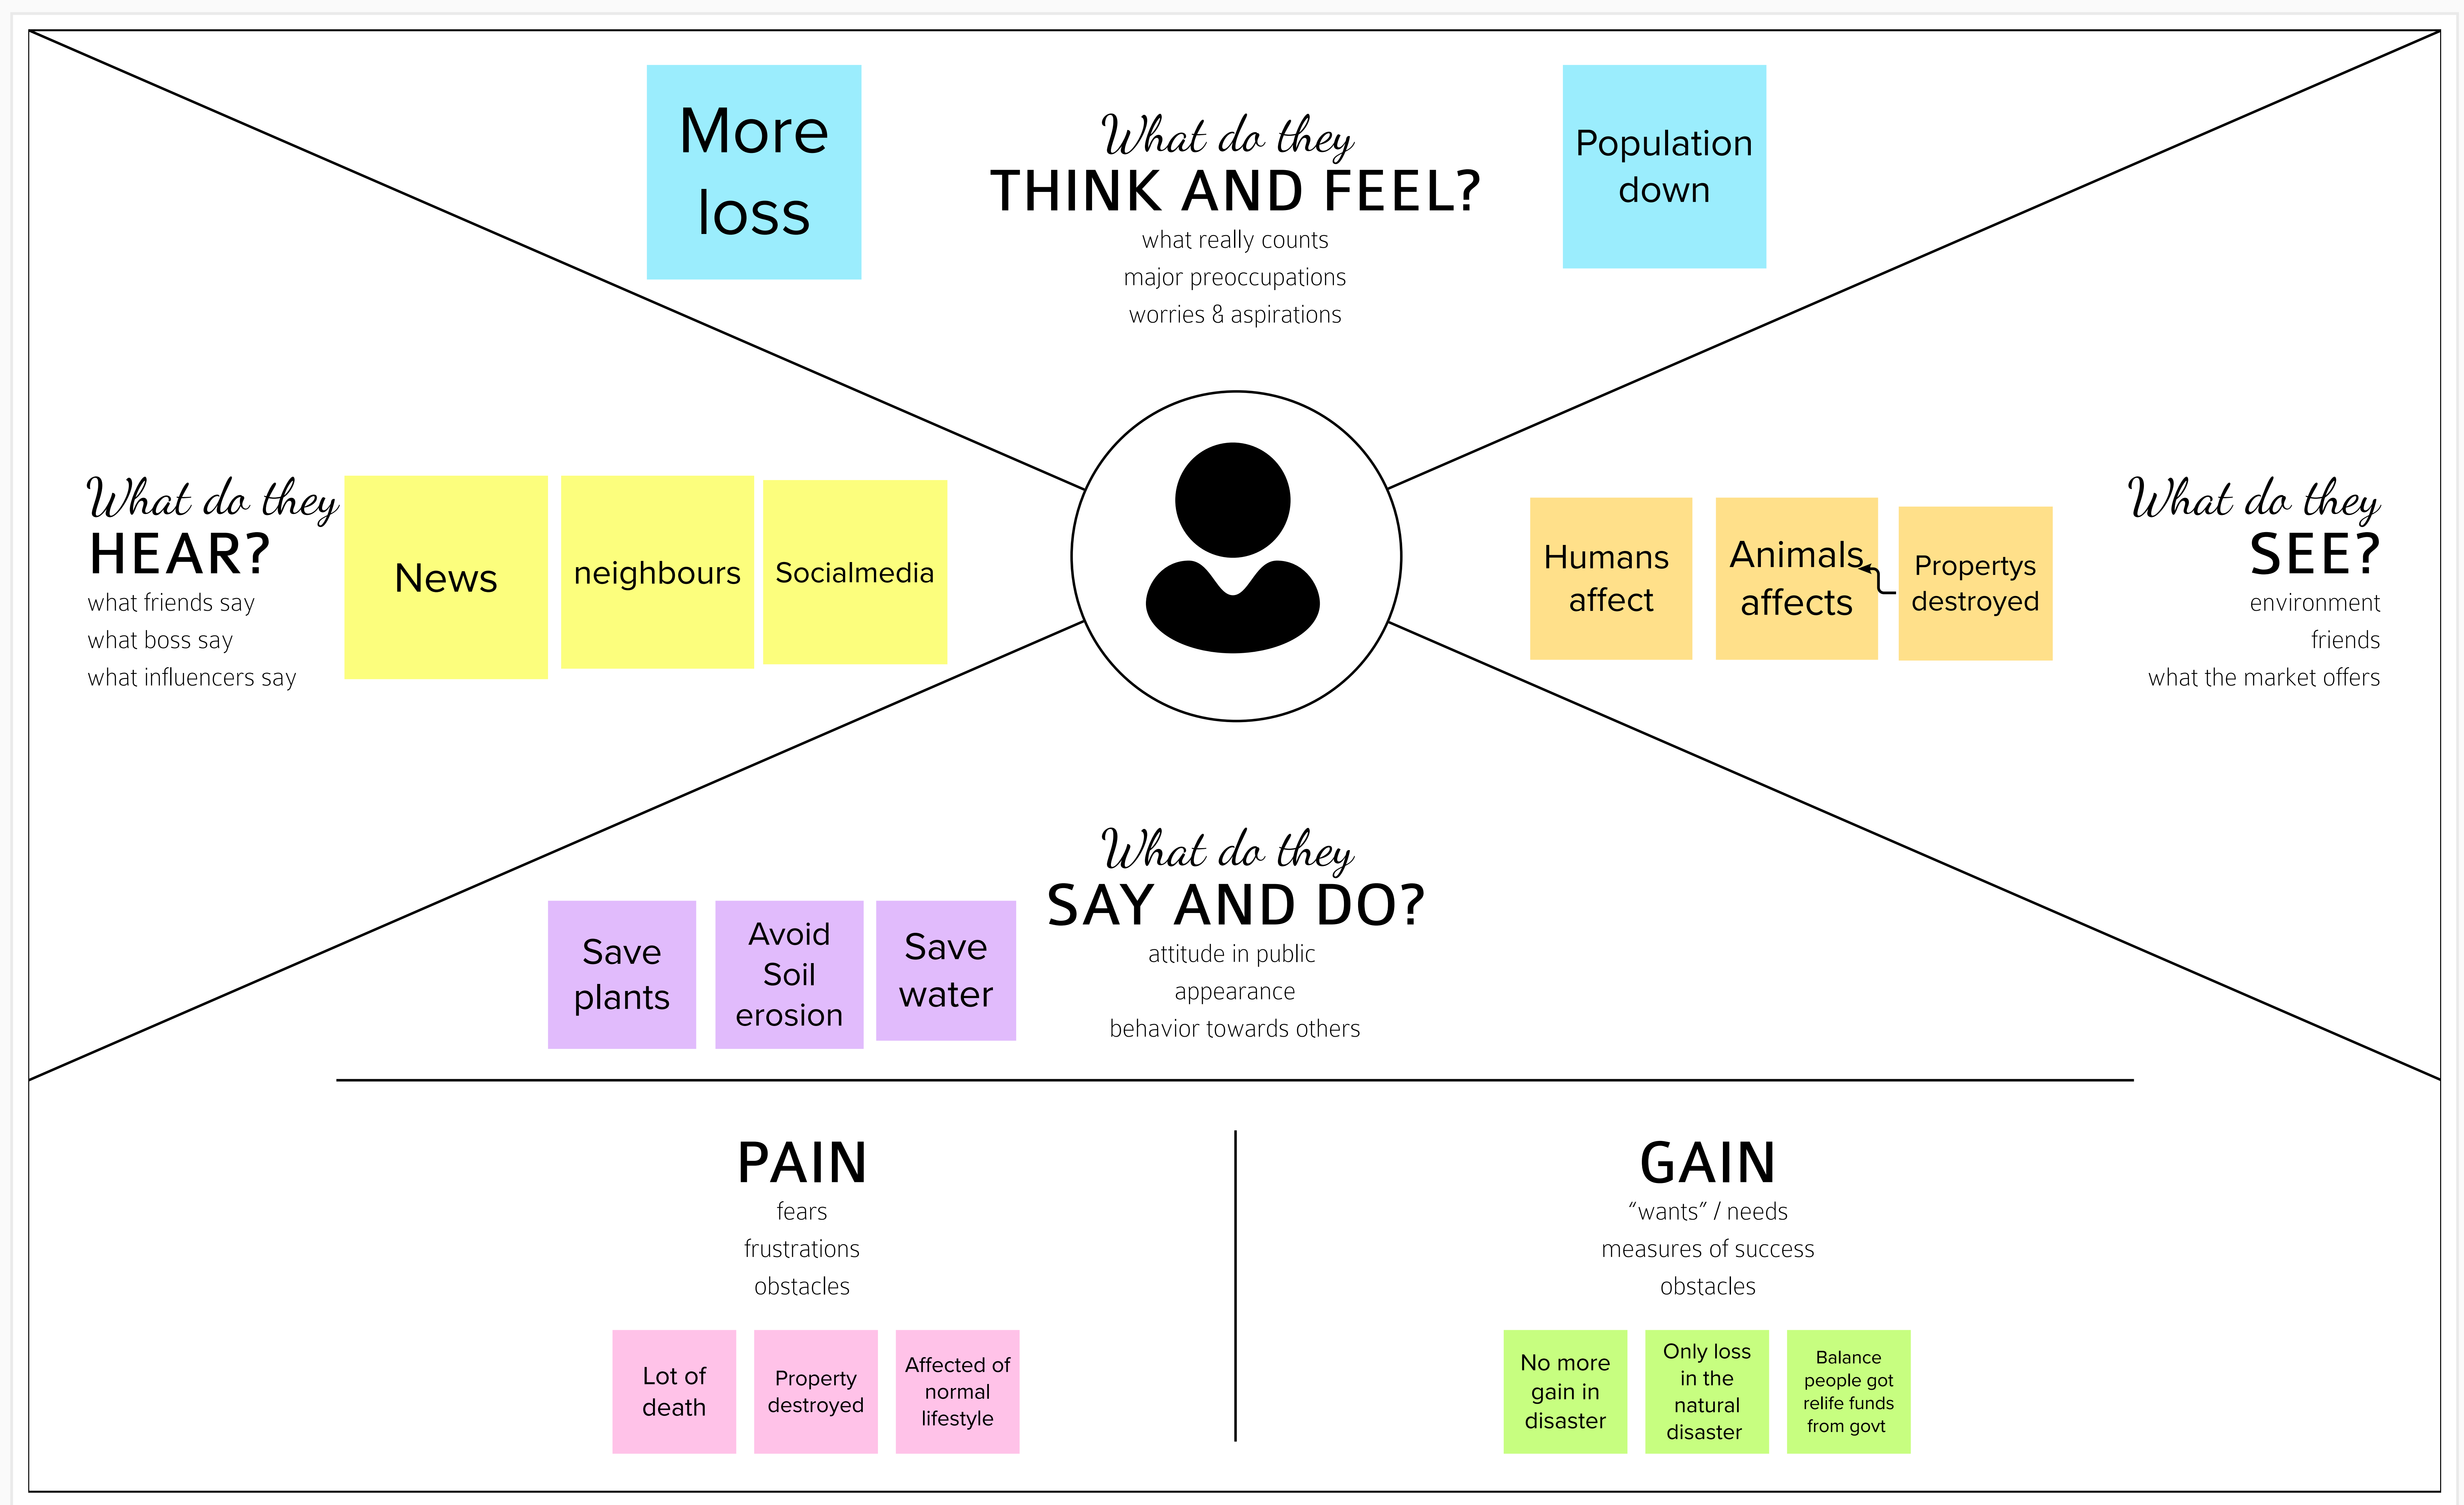 More
loss
What do they
THINK AND FEEL?
what really counts
major preoccupations
worries & aspirations
Population
down
What do they
HEAR?
what friends say
what boss say
what influencers say
News
neighbours
Socialmedia
Humans
affect
Animals
affects
Propertys
destroyed
What do they
SEE?
environment
friends
what the market offers
What do they
SAY AND DO?
attitude in public
appearance
behavior towards others
Save
plants
Avoid
Soil
erosion
Save
water
PAIN
fears
frustrations
obstacles
Lot of
death
Property
destroyed
Affected of
normal
lifestyle
GAIN
“wants” / needs
measures of success
obstacles
No more
gain in
disaster
Only loss
in the
natural
disaster
Balance
people got
relife funds
from govt